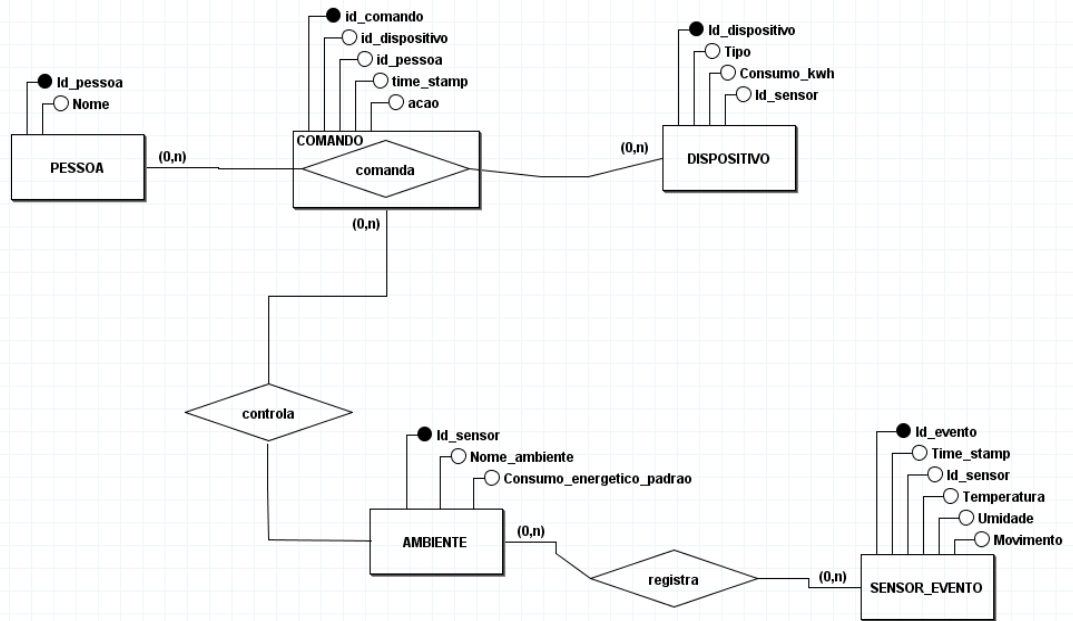 id_comando
id_dispositivo
id_pessoa
time_stamp
acao
Id_dispositivo
Tipo
Consumo_kwh
Id_sensor
Id_pessoa
Nome
PESSOA
(0,n)
COMANDO
comanda
(0,n)
DISPOSITIVO
(0,n)
controla
Id_sensor
Nome_ambiente
Consumo_energetico_padrao
AMBIENTE
(0,n)
registra
Id_evento
Time_stamp
Id_sensor
Temperatura
Umidade
Movimento
(0,n)
SENSOR_EVENTO